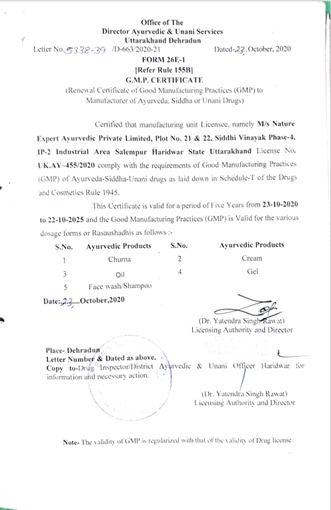 Office of The
Director Ayurvedic & Unani Services
Uttarakhand Dehradun
Letter No. 5338-39 /D-663/2020-21 Dated-23, October, 2020
FORM 26E-1
[Refer Rule 155B]
G.M.P. CERTIFICATE
(Renewal Certificate of Good Manufacturing Practices (GMP) to
Manufacturer of Ayurveda, Siddha or Unani Drugs)
Certified that manufacturing unit Licensee, namely M/s Nature
Expert Ayurvedic Private Limited, Plot No. 21 & 22, Siddhi Vinayak Phase-4,
IP-2 Industrial Area Salempur Haridwar State Uttarakhand License No.
UK.AY-455/2020 comply with the requirements of Good Manufacturing Practices
(GMP) of Ayurveda-Siddha-Unani drugs as laid down in Schedule-T of the Drugs
and Cosmetics Rule 1945.
This Certificate is valid for a period of Five Years from 23-10-2020
to 22-10-2025 and the Good Manufacturing Practices (GMP) is Valid for the various
dosage forms or Rasaushadhis as follows :-
S.No. Ayurvedic Products S.No. Ayurvedic Products
1 Churna 2 Cream
3 Oil 4 Gel
5 Face wash/Shampoo
Date: 23 October,2020
(Dr. Yatendra Singh Rawat)
Licensing Authority and Director
Place- Dehradun
Letter Number & Dated as above.
Copy to-Drug Inspector/District Ayurvedic & Unani Officer Haridwar for
information and necessary action.
(Dr. Yatendra Singh Rawat)
Licensing Authority and Director
Note- The validity of GMP is regularized with that of the validity of Drug license.